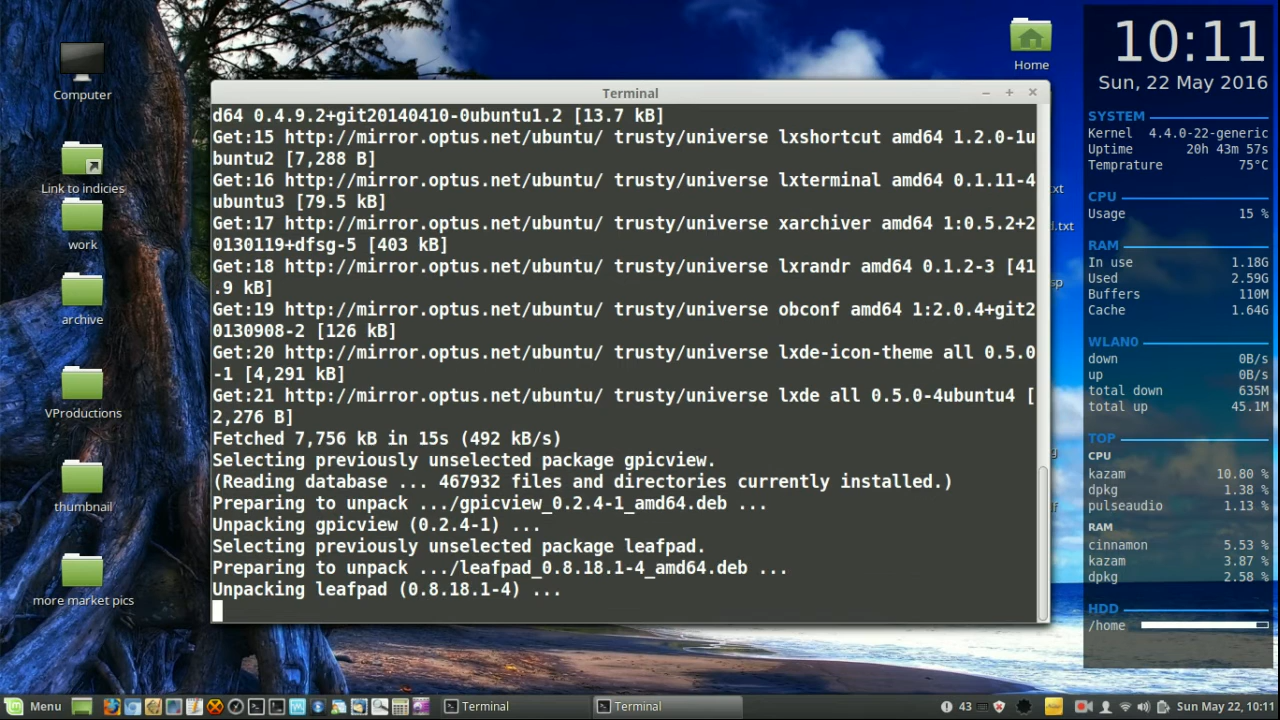 Computer
Link to indicies
work
archive
VProductions
thumbnail
more market pics
Home
Terminal
d64 0.4.9.2+git20140410-0ubuntu1.2 [13.7 kB]
Get:15 http://mirror.optus.net/ubuntu/ trusty/universe lxshortcut amd64 1.2.0-1u
buntu2 [7,288 B]
Get:16 http://mirror.optus.net/ubuntu/ trusty/universe lxterminal amd64 0.1.11-4
ubuntu3 [79.5 kB]
Get:17 http://mirror.optus.net/ubuntu/ trusty/universe xarchiver amd64 1:0.5.2+2
0130119+dfsg-5 [403 kB]
Get:18 http://mirror.optus.net/ubuntu/ trusty/universe lxrandr amd64 0.1.2-3 [41
.9 kB]
Get:19 http://mirror.optus.net/ubuntu/ trusty/universe obconf amd64 1:2.0.4+git2
0130908-2 [126 kB]
Get:20 http://mirror.optus.net/ubuntu/ trusty/universe lxde-icon-theme all 0.5.0
-1 [4,291 kB]
Get:21 http://mirror.optus.net/ubuntu/ trusty/universe lxde all 0.5.0-4ubuntu4 [
2,276 B]
Fetched 7,756 kB in 15s (492 kB/s)
Selecting previously unselected package gpicview.
(Reading database ... 467932 files and directories currently installed.)
Preparing to unpack .../gpicview_0.2.4-1_amd64.deb ...
Unpacking gpicview (0.2.4-1) ...
Selecting previously unselected package leafpad.
Preparing to unpack .../leafpad_0.8.18.1-4_amd64.deb ...
Unpacking leafpad (0.8.18.1-4) ...
10:11
Sun, 22 May 2016
SYSTEM
Kernel 4.4.0-22-generic
Uptime 20h 43m 57s
Temprature 75°C
CPU
Usage 15 %
RAM
In use 1.18G
Used 2.59G
Buffers 110M
Cache 1.64G
WLAN0
down 0B/s
up 0B/s
total down 635M
total up 45.1M
TOP
CPU
kazam 10.80 %
dpkg 1.38 %
pulseaudio 1.13 %
RAM
cinnamon 5.53 %
kazam 3.87 %
dpkg 2.58 %
HDD
/home
Menu Terminal Terminal 43 Sun May 22, 10:11